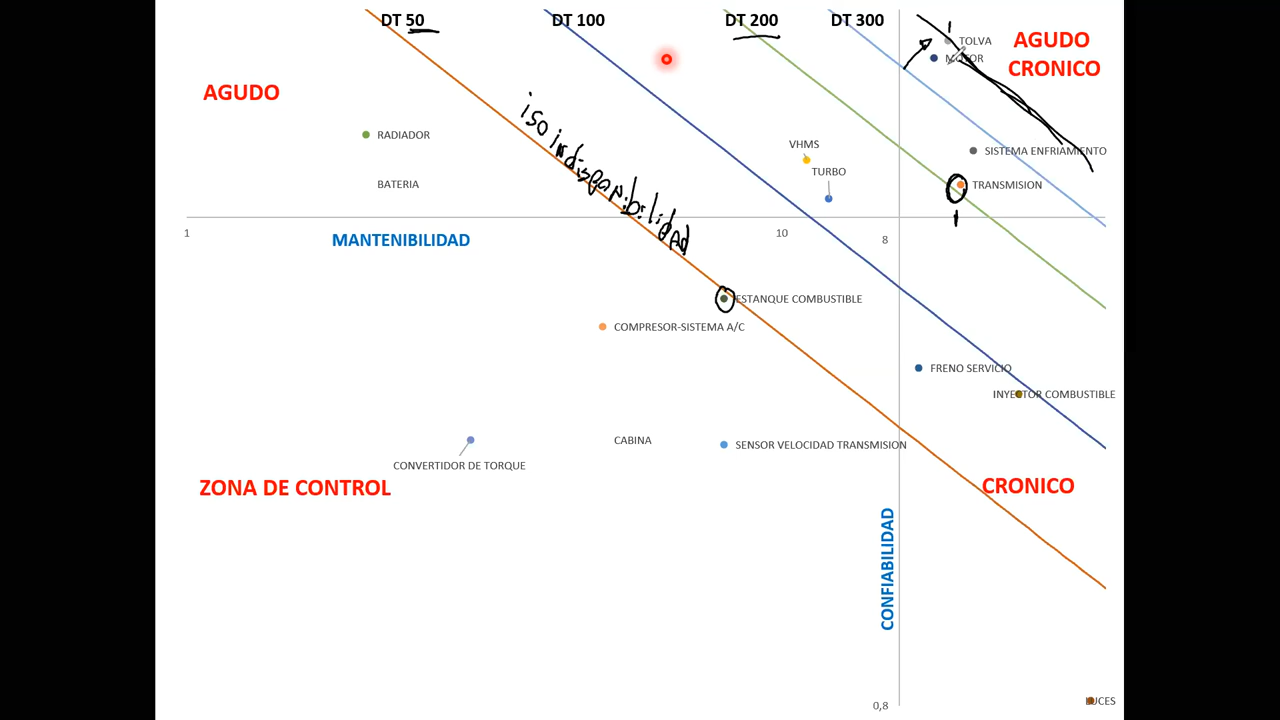 DT 50
DT 100
DT 200
DT 300
TOLVA
MOTOR
AGUDO
CRONICO
AGUDO
RADIADOR
VHMS
SISTEMA ENFRIAMIENTO
TURBO
BATERIA
TRANSMISION
iso indisponibilidad
1
MANTENIBILIDAD
10
8
ESTANQUE COMBUSTIBLE
COMPRESOR-SISTEMA A/C
FRENO SERVICIO
INYECTOR COMBUSTIBLE
CABINA
SENSOR VELOCIDAD TRANSMISION
CONVERTIDOR DE TORQUE
ZONA DE CONTROL
CRONICO
CONFIABILIDAD
LUCES
0,8